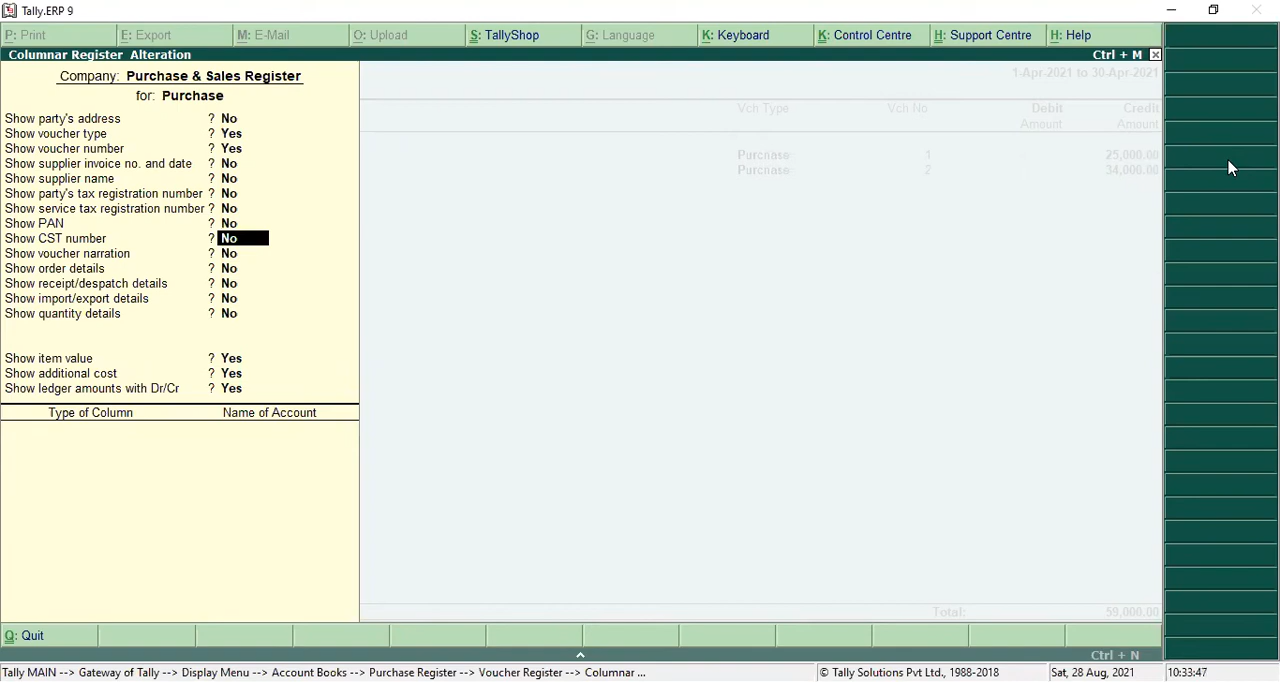 Tally.ERP 9
P: Print E: Export M: E-Mail O: Upload S: TallyShop G: Language K: Keyboard K: Control Centre H: Support Centre H: Help
Columnar Register Alteration Ctrl + M
Company: Purchase & Sales Register
for: Purchase
1-Apr-2021 to 30-Apr-2021
Vch Type Vch No Debit Credit
Amount Amount
Show party's address ? No
Show voucher type ? Yes
Show voucher number ? Yes
Purchase 1 25,000.00
Show supplier invoice no. and date ? No
Purchase 2 34,000.00
Show supplier name ? No
Show party's tax registration number ? No
Show service tax registration number ? No
Show PAN ? No
Show CST number ? No
Show voucher narration ? No
Show order details ? No
Show receipt/despatch details ? No
Show import/export details ? No
Show quantity details ? No
Show item value ? Yes
Show additional cost ? Yes
Show ledger amounts with Dr/Cr ? Yes
Type of Column Name of Account
Total: 59,000.00
Q: Quit
Ctrl + N
Tally MAIN --> Gateway of Tally --> Display Menu --> Account Books --> Purchase Register --> Voucher Register --> Columnar ... © Tally Solutions Pvt Ltd., 1988-2018 Sat, 28 Aug, 2021 10:33:47